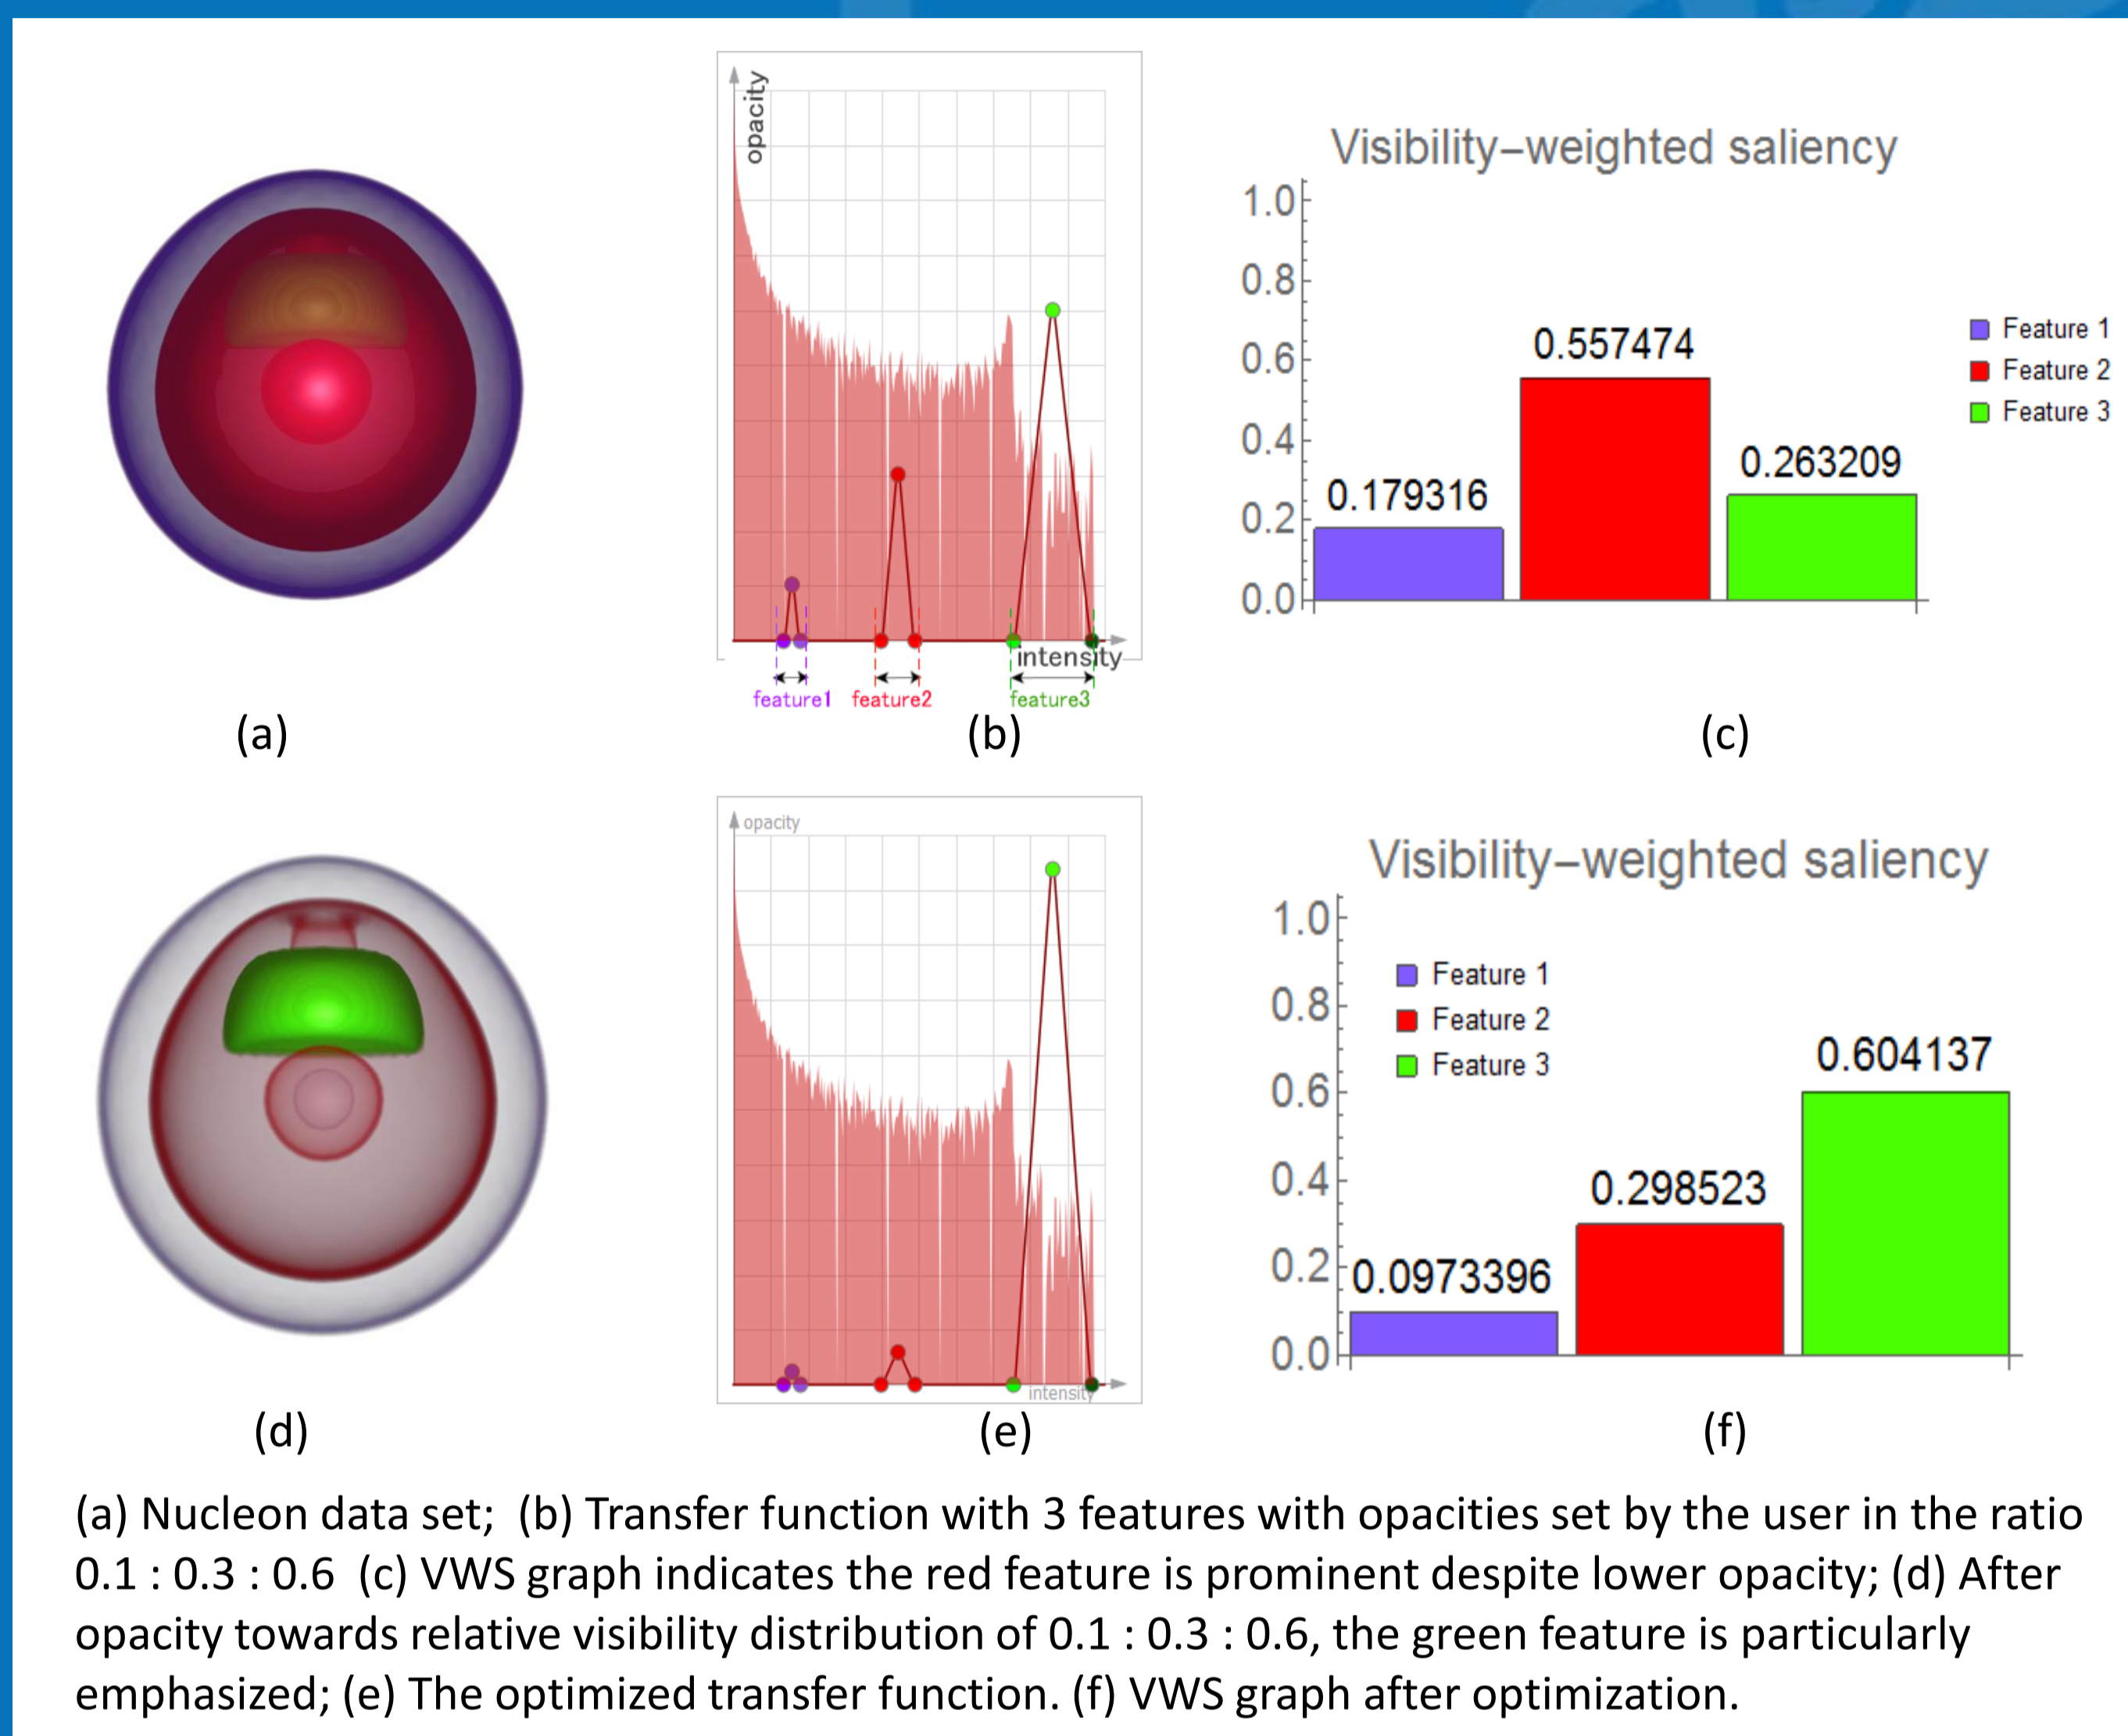 opacity
intensity
feature1 feature2 feature3
Visibility–weighted saliency
1.0
0.8
0.6
0.4
0.2
0.0
0.179316
0.557474
0.263209
Feature 1
Feature 2
Feature 3
(a) (b) (c)
opacity
intensity
Visibility–weighted saliency
1.0
0.8
0.6
0.4
0.2
0.0
Feature 1
Feature 2
Feature 3
0.0973396
0.298523
0.604137
(d) (e) (f)
(a) Nucleon data set;  (b) Transfer function with 3 features with opacities set by the user in the ratio
0.1 : 0.3 : 0.6  (c) VWS graph indicates the red feature is prominent despite lower opacity; (d) After
opacity towards relative visibility distribution of 0.1 : 0.3 : 0.6, the green feature is particularly
emphasized; (e) The optimized transfer function. (f) VWS graph after optimization.